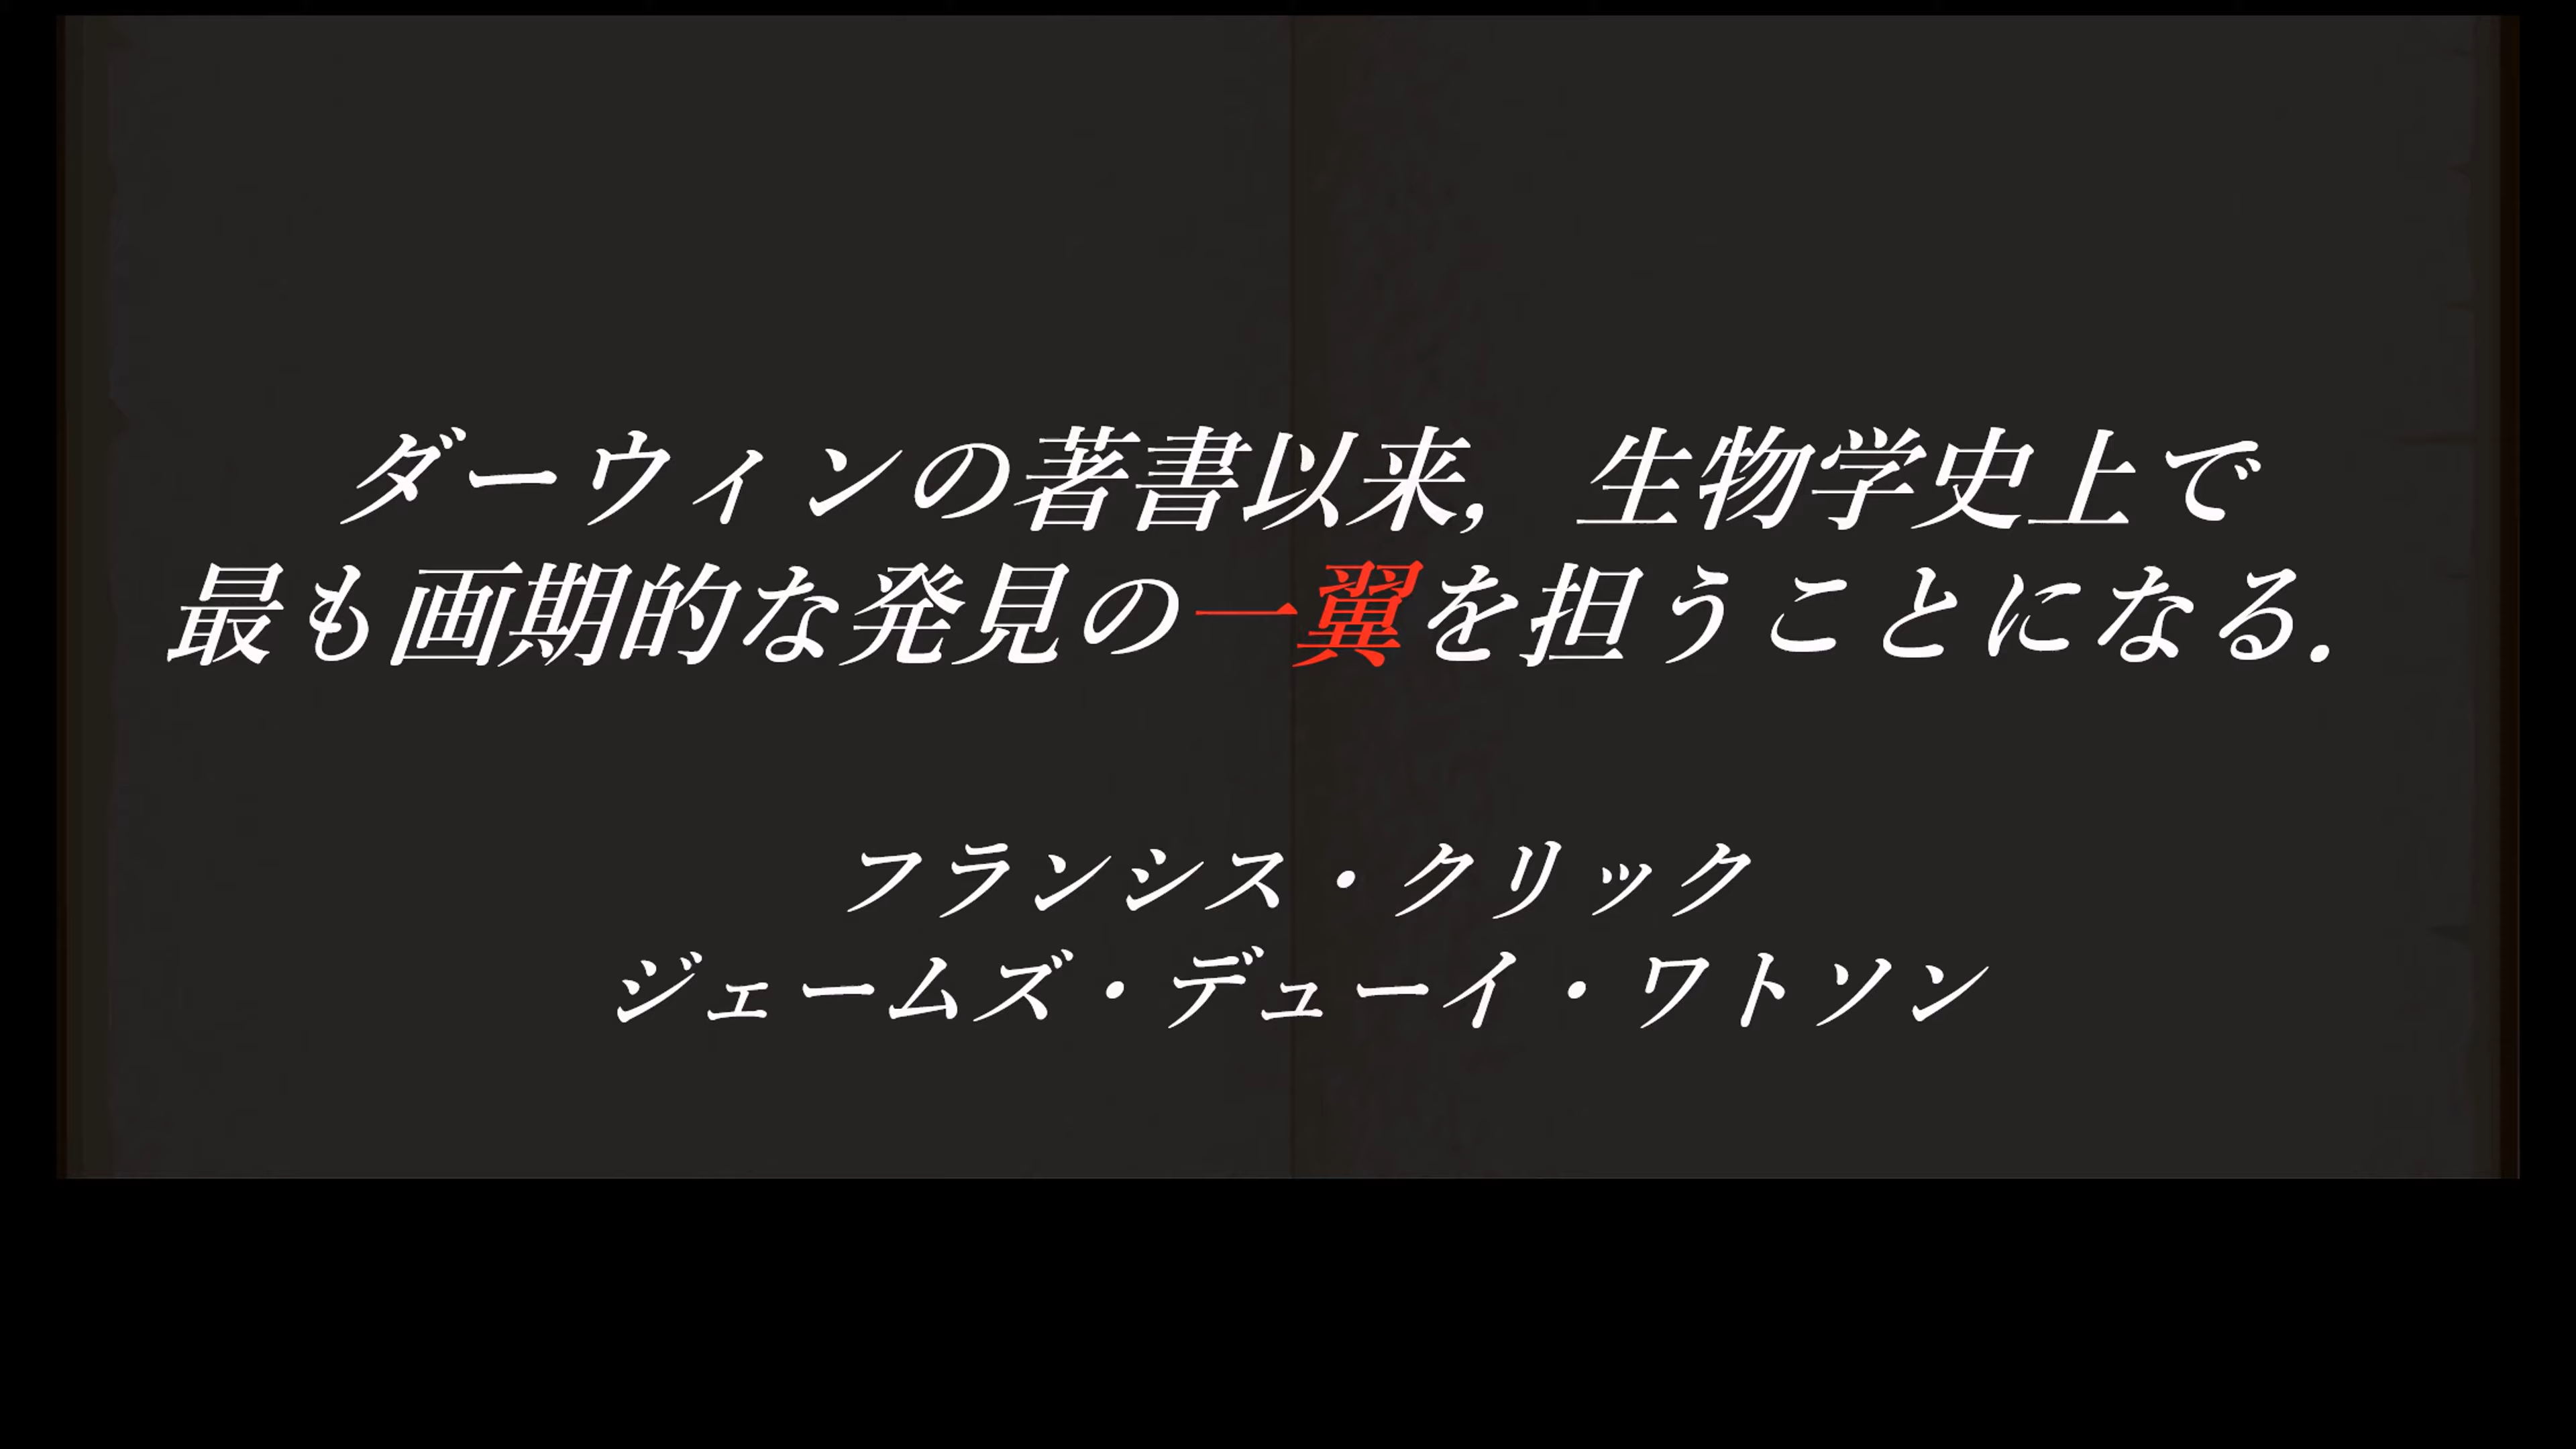 ダーウィンの著書以来，生物学史上で
最も画期的な発見の一翼を担うことになる．
フランシス・クリック
ジェームズ・デューイ・ワトソン